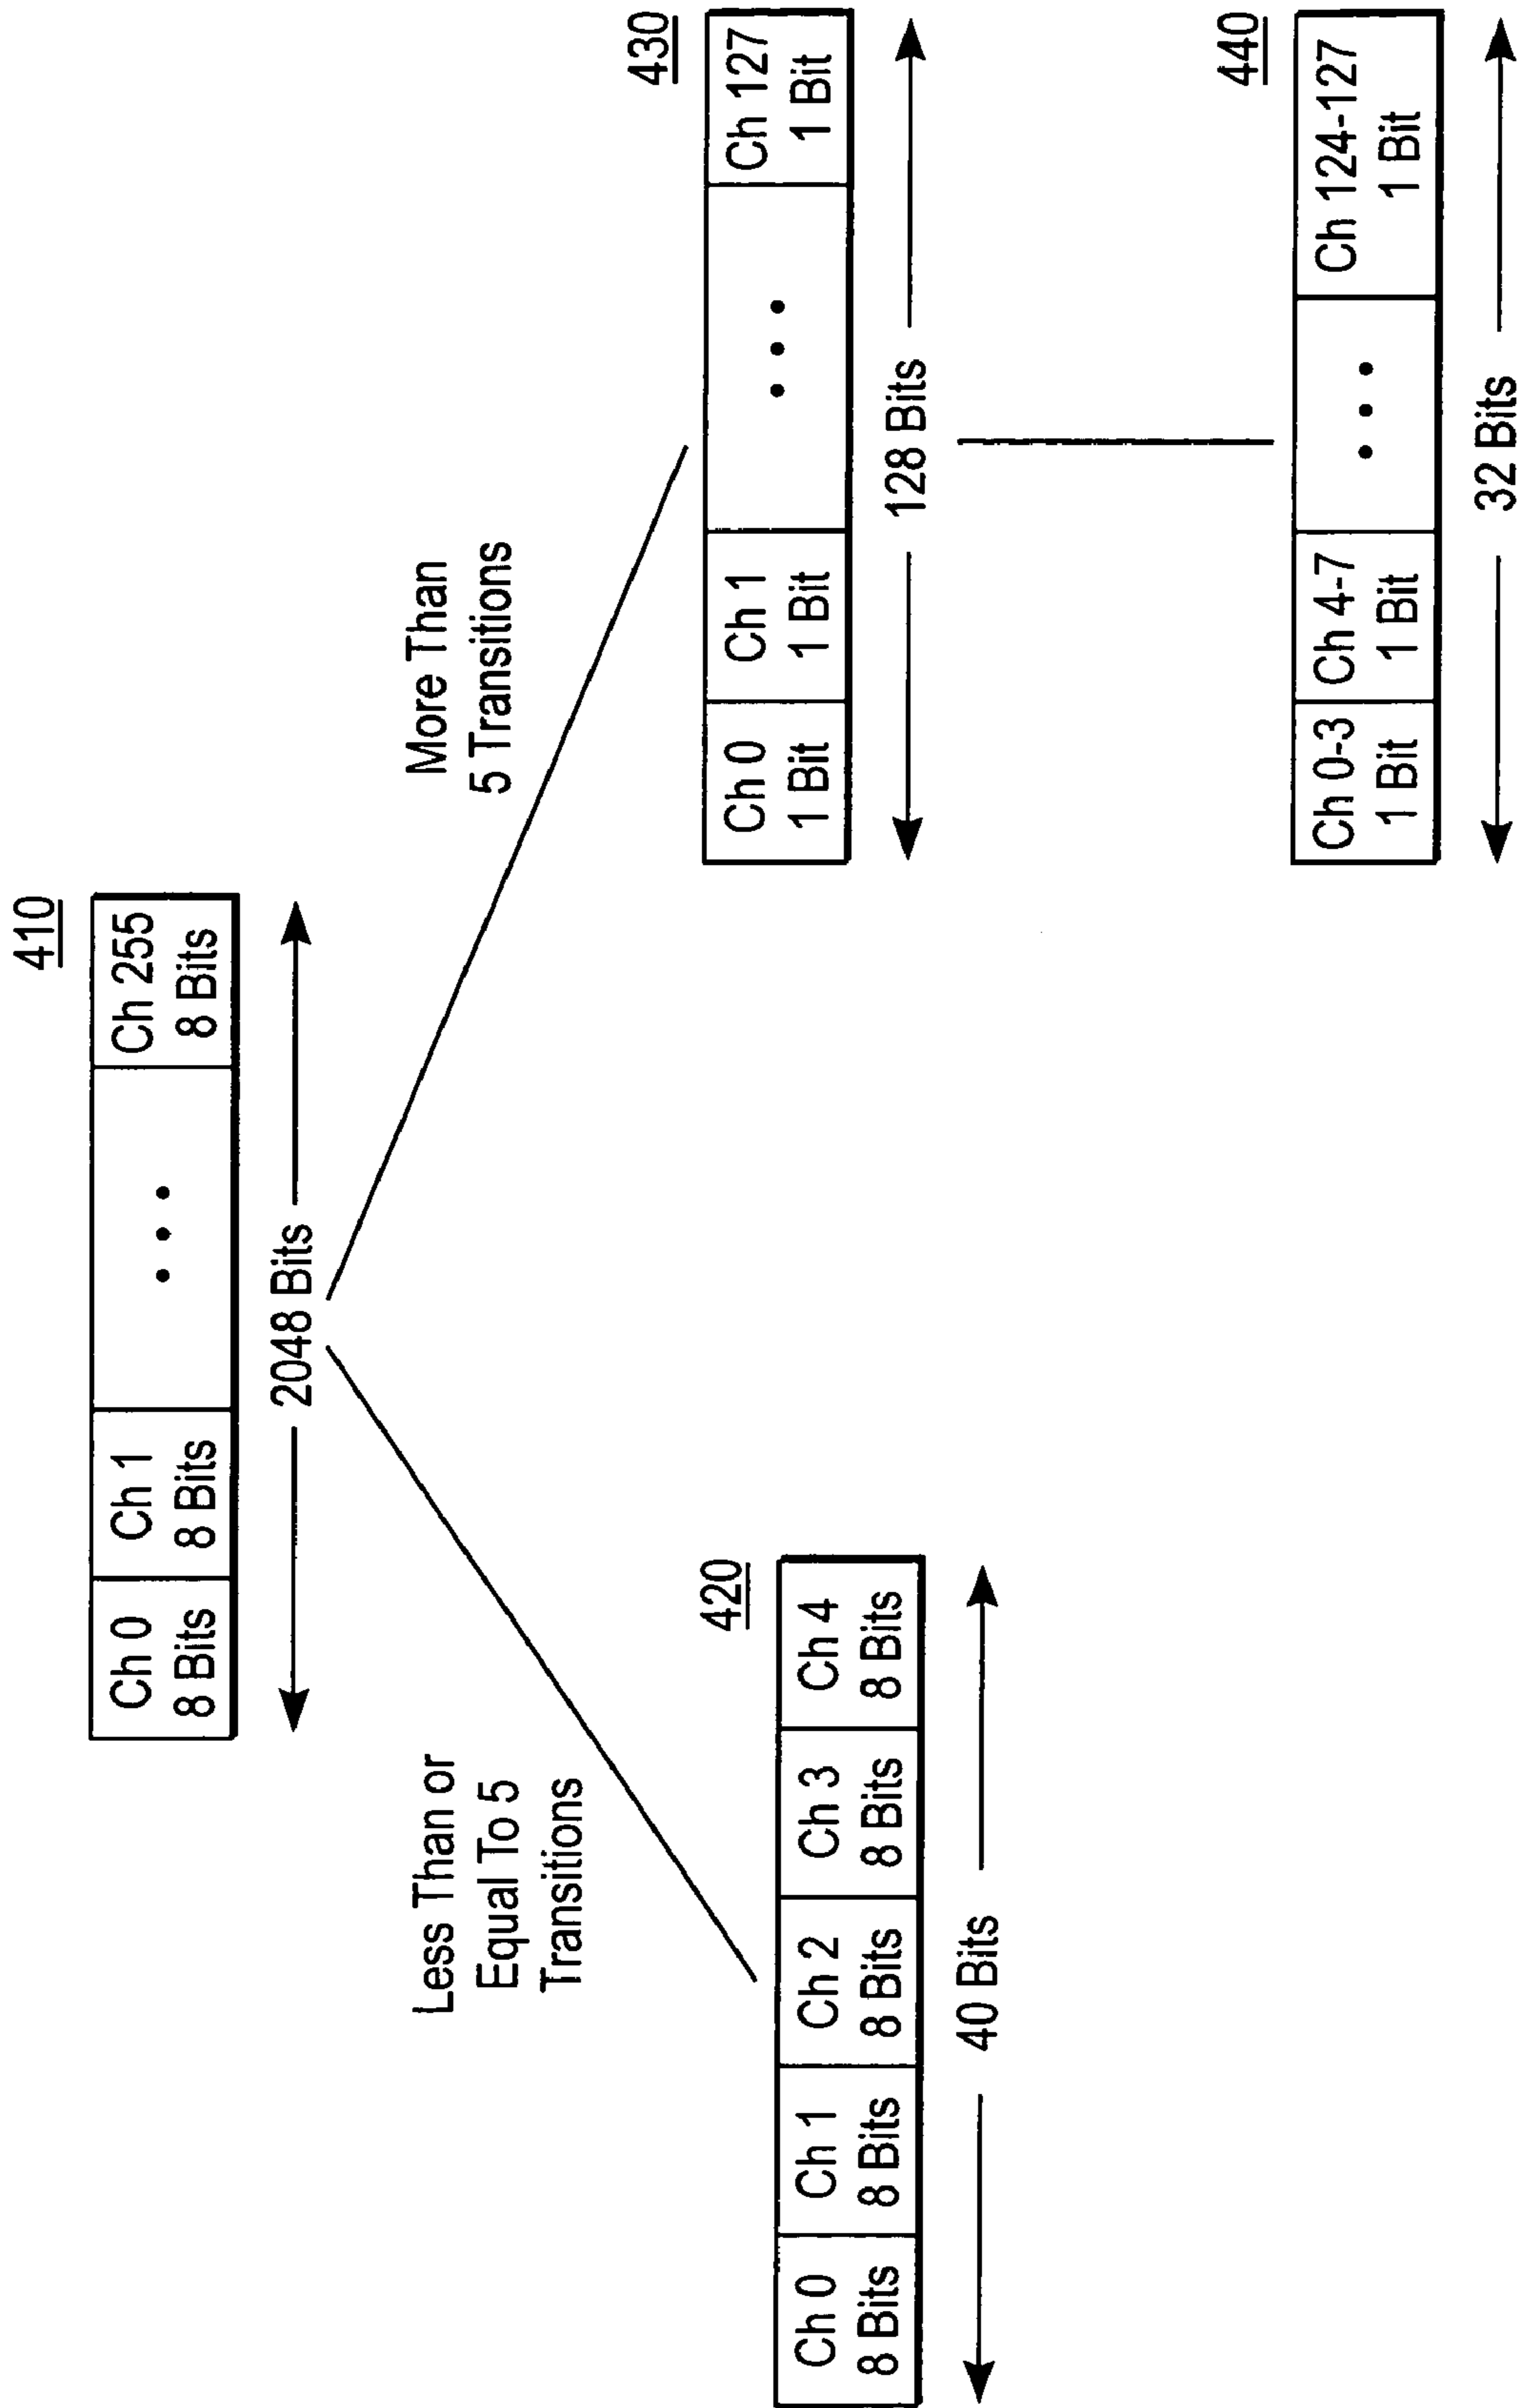 410
Ch 0
8 Bits
Ch 1
8 Bits
• • •
Ch 255
8 Bits
2048 Bits
Less Than or
Equal To 5
Transitions
More Than
5 Transitions
420
Ch 0
8 Bits
Ch 1
8 Bits
Ch 2
8 Bits
Ch 3
8 Bits
Ch 4
8 Bits
40 Bits
430
Ch 0
1 Bit
Ch 1
1 Bit
• • •
Ch 127
1 Bit
128 Bits
440
Ch 0-3
1 Bit
Ch 4-7
1 Bit
• • •
Ch 124-127
1 Bit
32 Bits